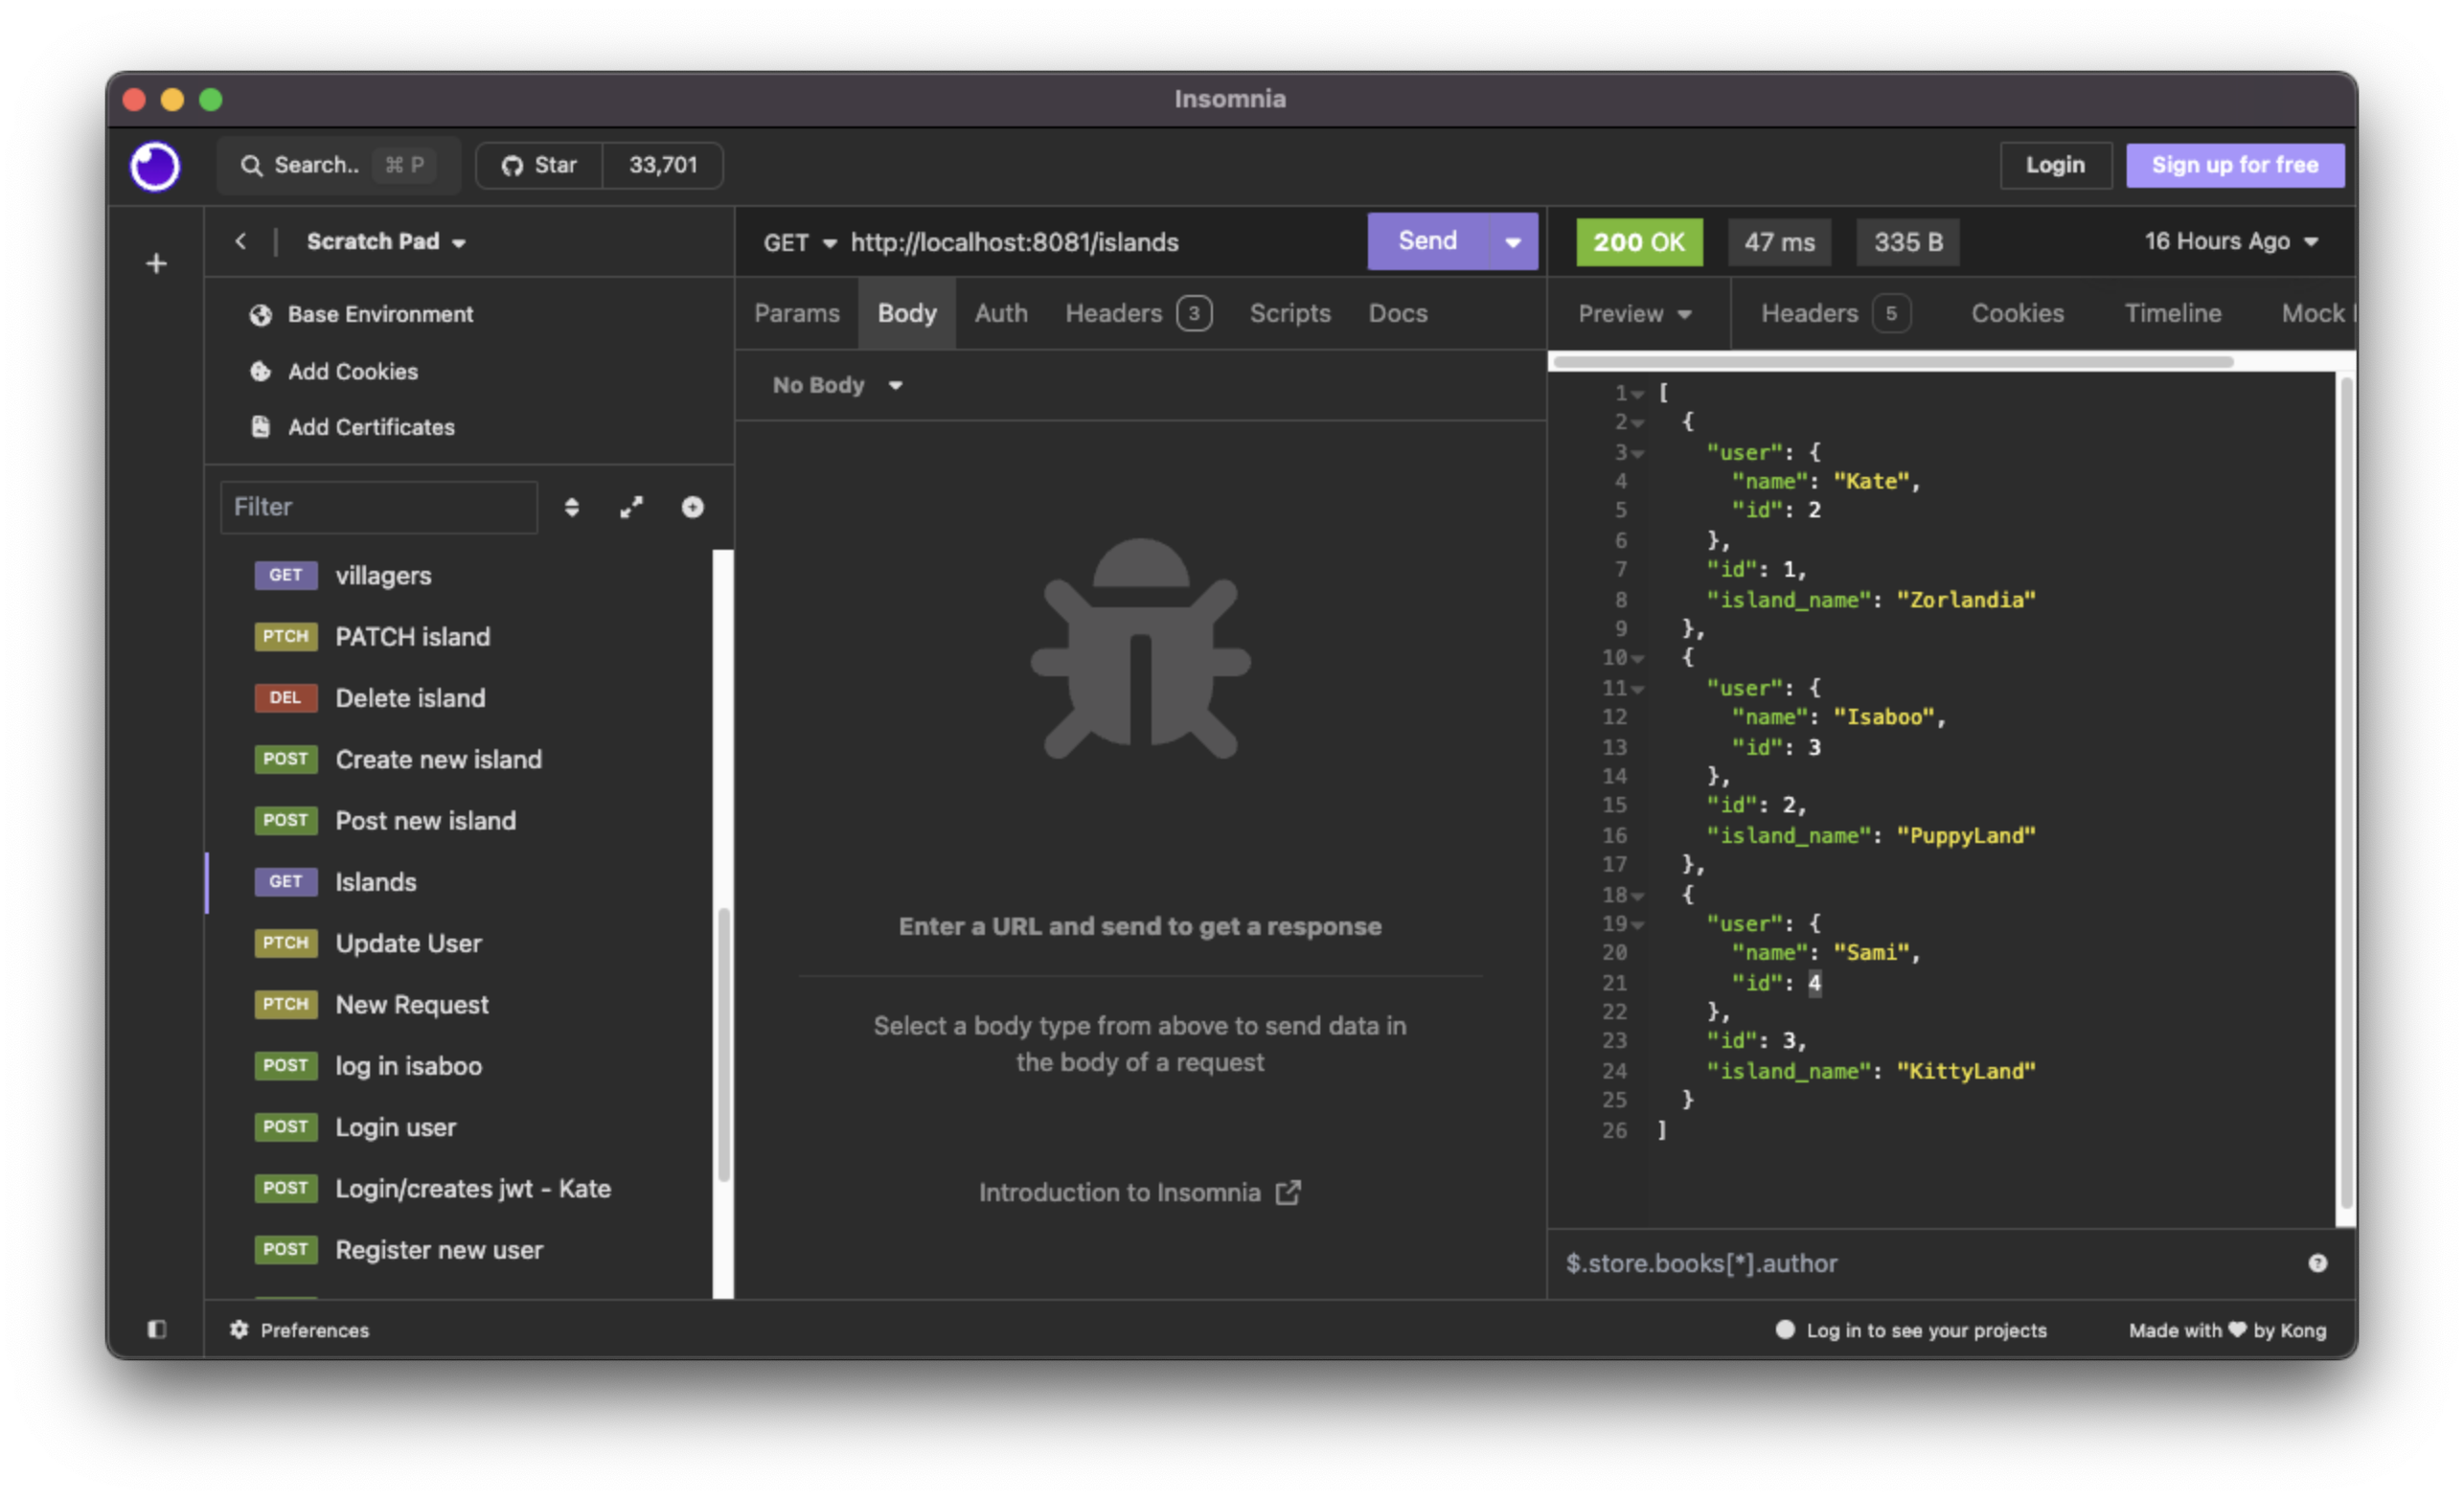 Insomnia
Search.. ⌘ P Star 33,701 Login Sign up for free
Scratch Pad
Base Environment
Add Cookies
Add Certificates
Filter
GET villagers
PTCH PATCH island
DEL Delete island
POST Create new island
POST Post new island
GET Islands
PTCH Update User
PTCH New Request
POST log in isaboo
POST Login user
POST Login/creates jwt - Kate
POST Register new user
GET http://localhost:8081/islands Send
Params Body Auth Headers 3 Scripts Docs
No Body
Enter a URL and send to get a response
Select a body type from above to send data in
the body of a request
Introduction to Insomnia
200 OK 47 ms 335 B 16 Hours Ago
Preview Headers 5 Cookies Timeline Mock
1 [
2 {
3 "user": {
4 "name": "Kate",
5 "id": 2
6 },
7 "id": 1,
8 "island_name": "Zorlandia"
9 },
10 {
11 "user": {
12 "name": "Isaboo",
13 "id": 3
14 },
15 "id": 2,
16 "island_name": "PuppyLand"
17 },
18 {
19 "user": {
20 "name": "Sami",
21 "id": 4
22 },
23 "id": 3,
24 "island_name": "KittyLand"
25 }
26 ]
$.store.books[*].author
Preferences Log in to see your projects Made with ♥ by Kong